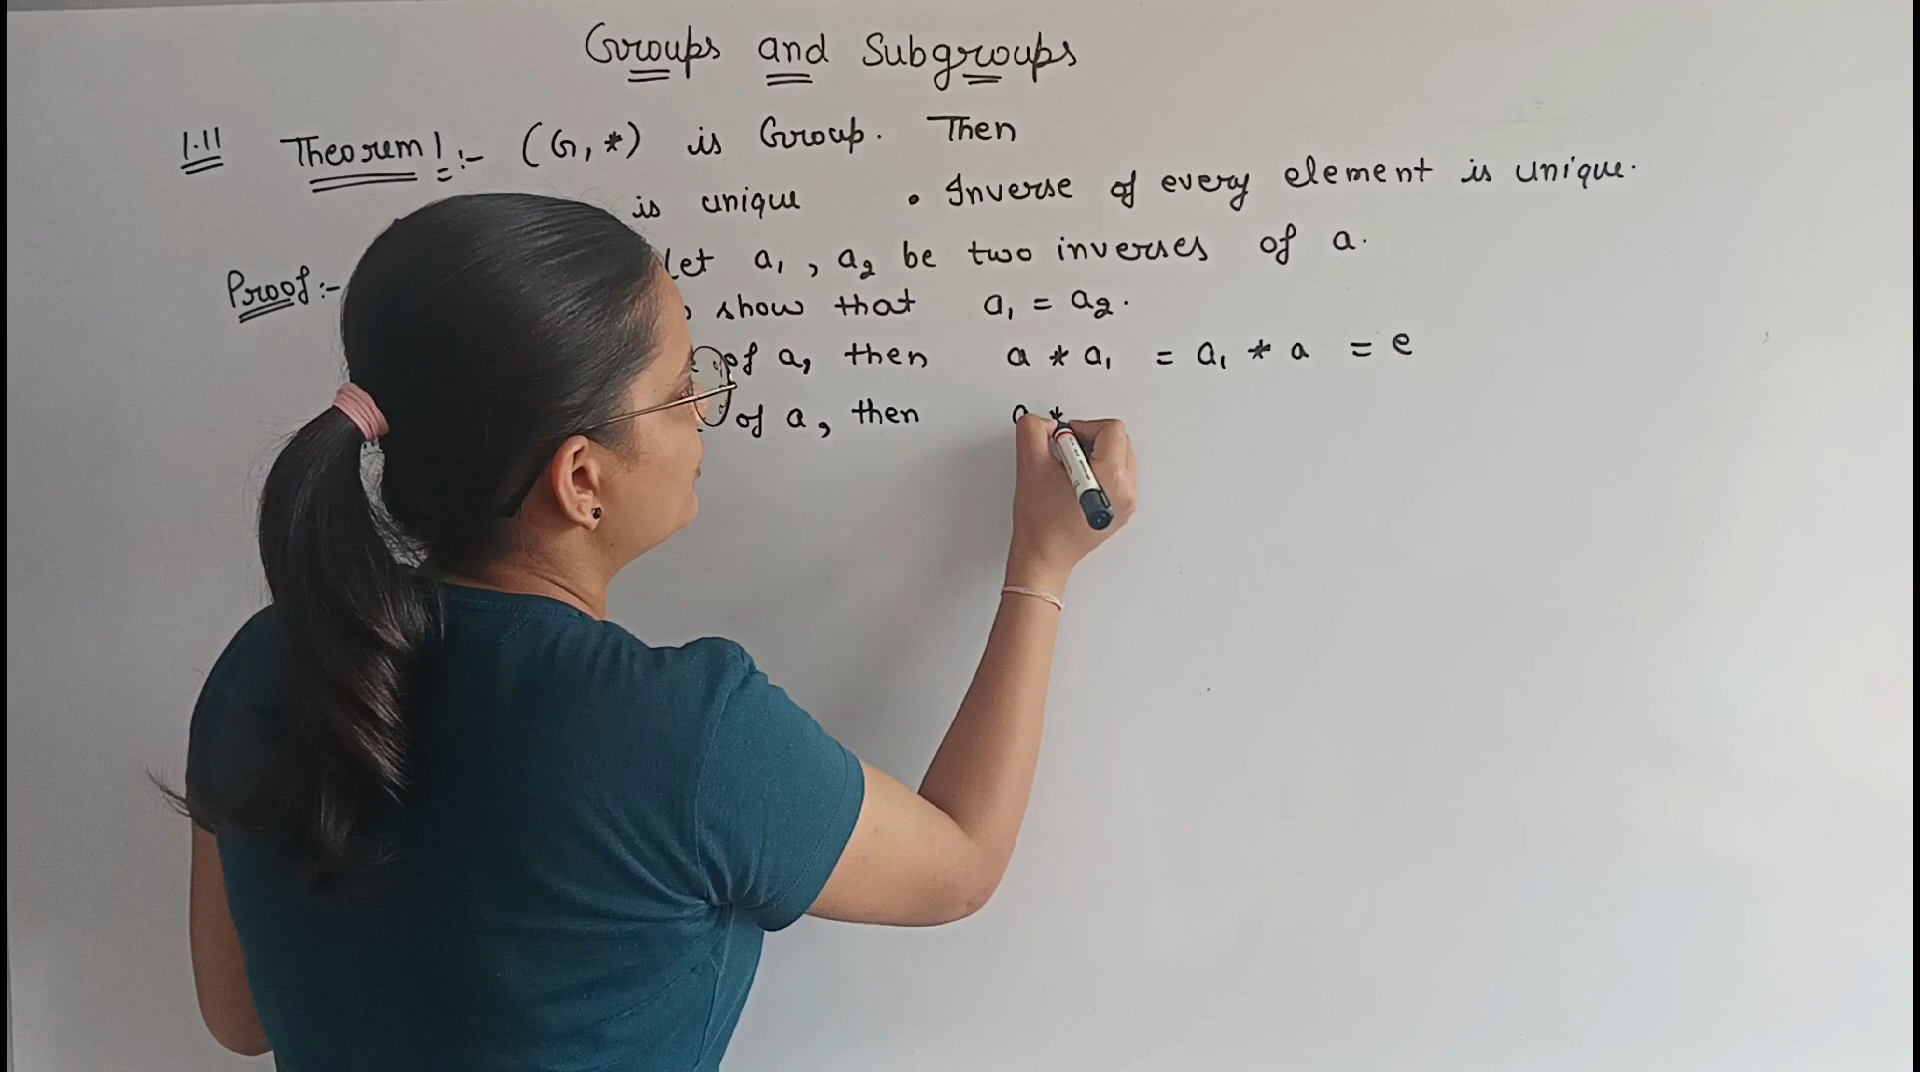 Groups and Subgroups
1.11 Theorem 1:- (G, *) is Group. Then
is unique • Inverse of every element is unique.
Proof:- Let a₁, a₂ be two inverses of a.
show that a₁ = a₂.
of a, then a * a₁ = a₁ * a = e
of a, then a *